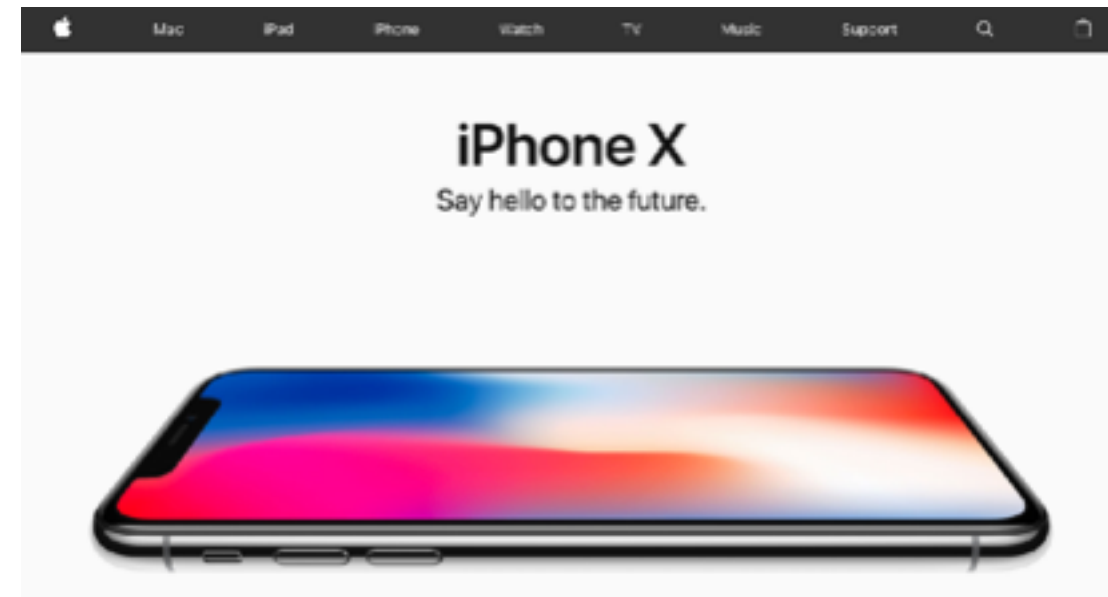 Mac iPad iPhone Watch TV Music Support
iPhone X
Say hello to the future.